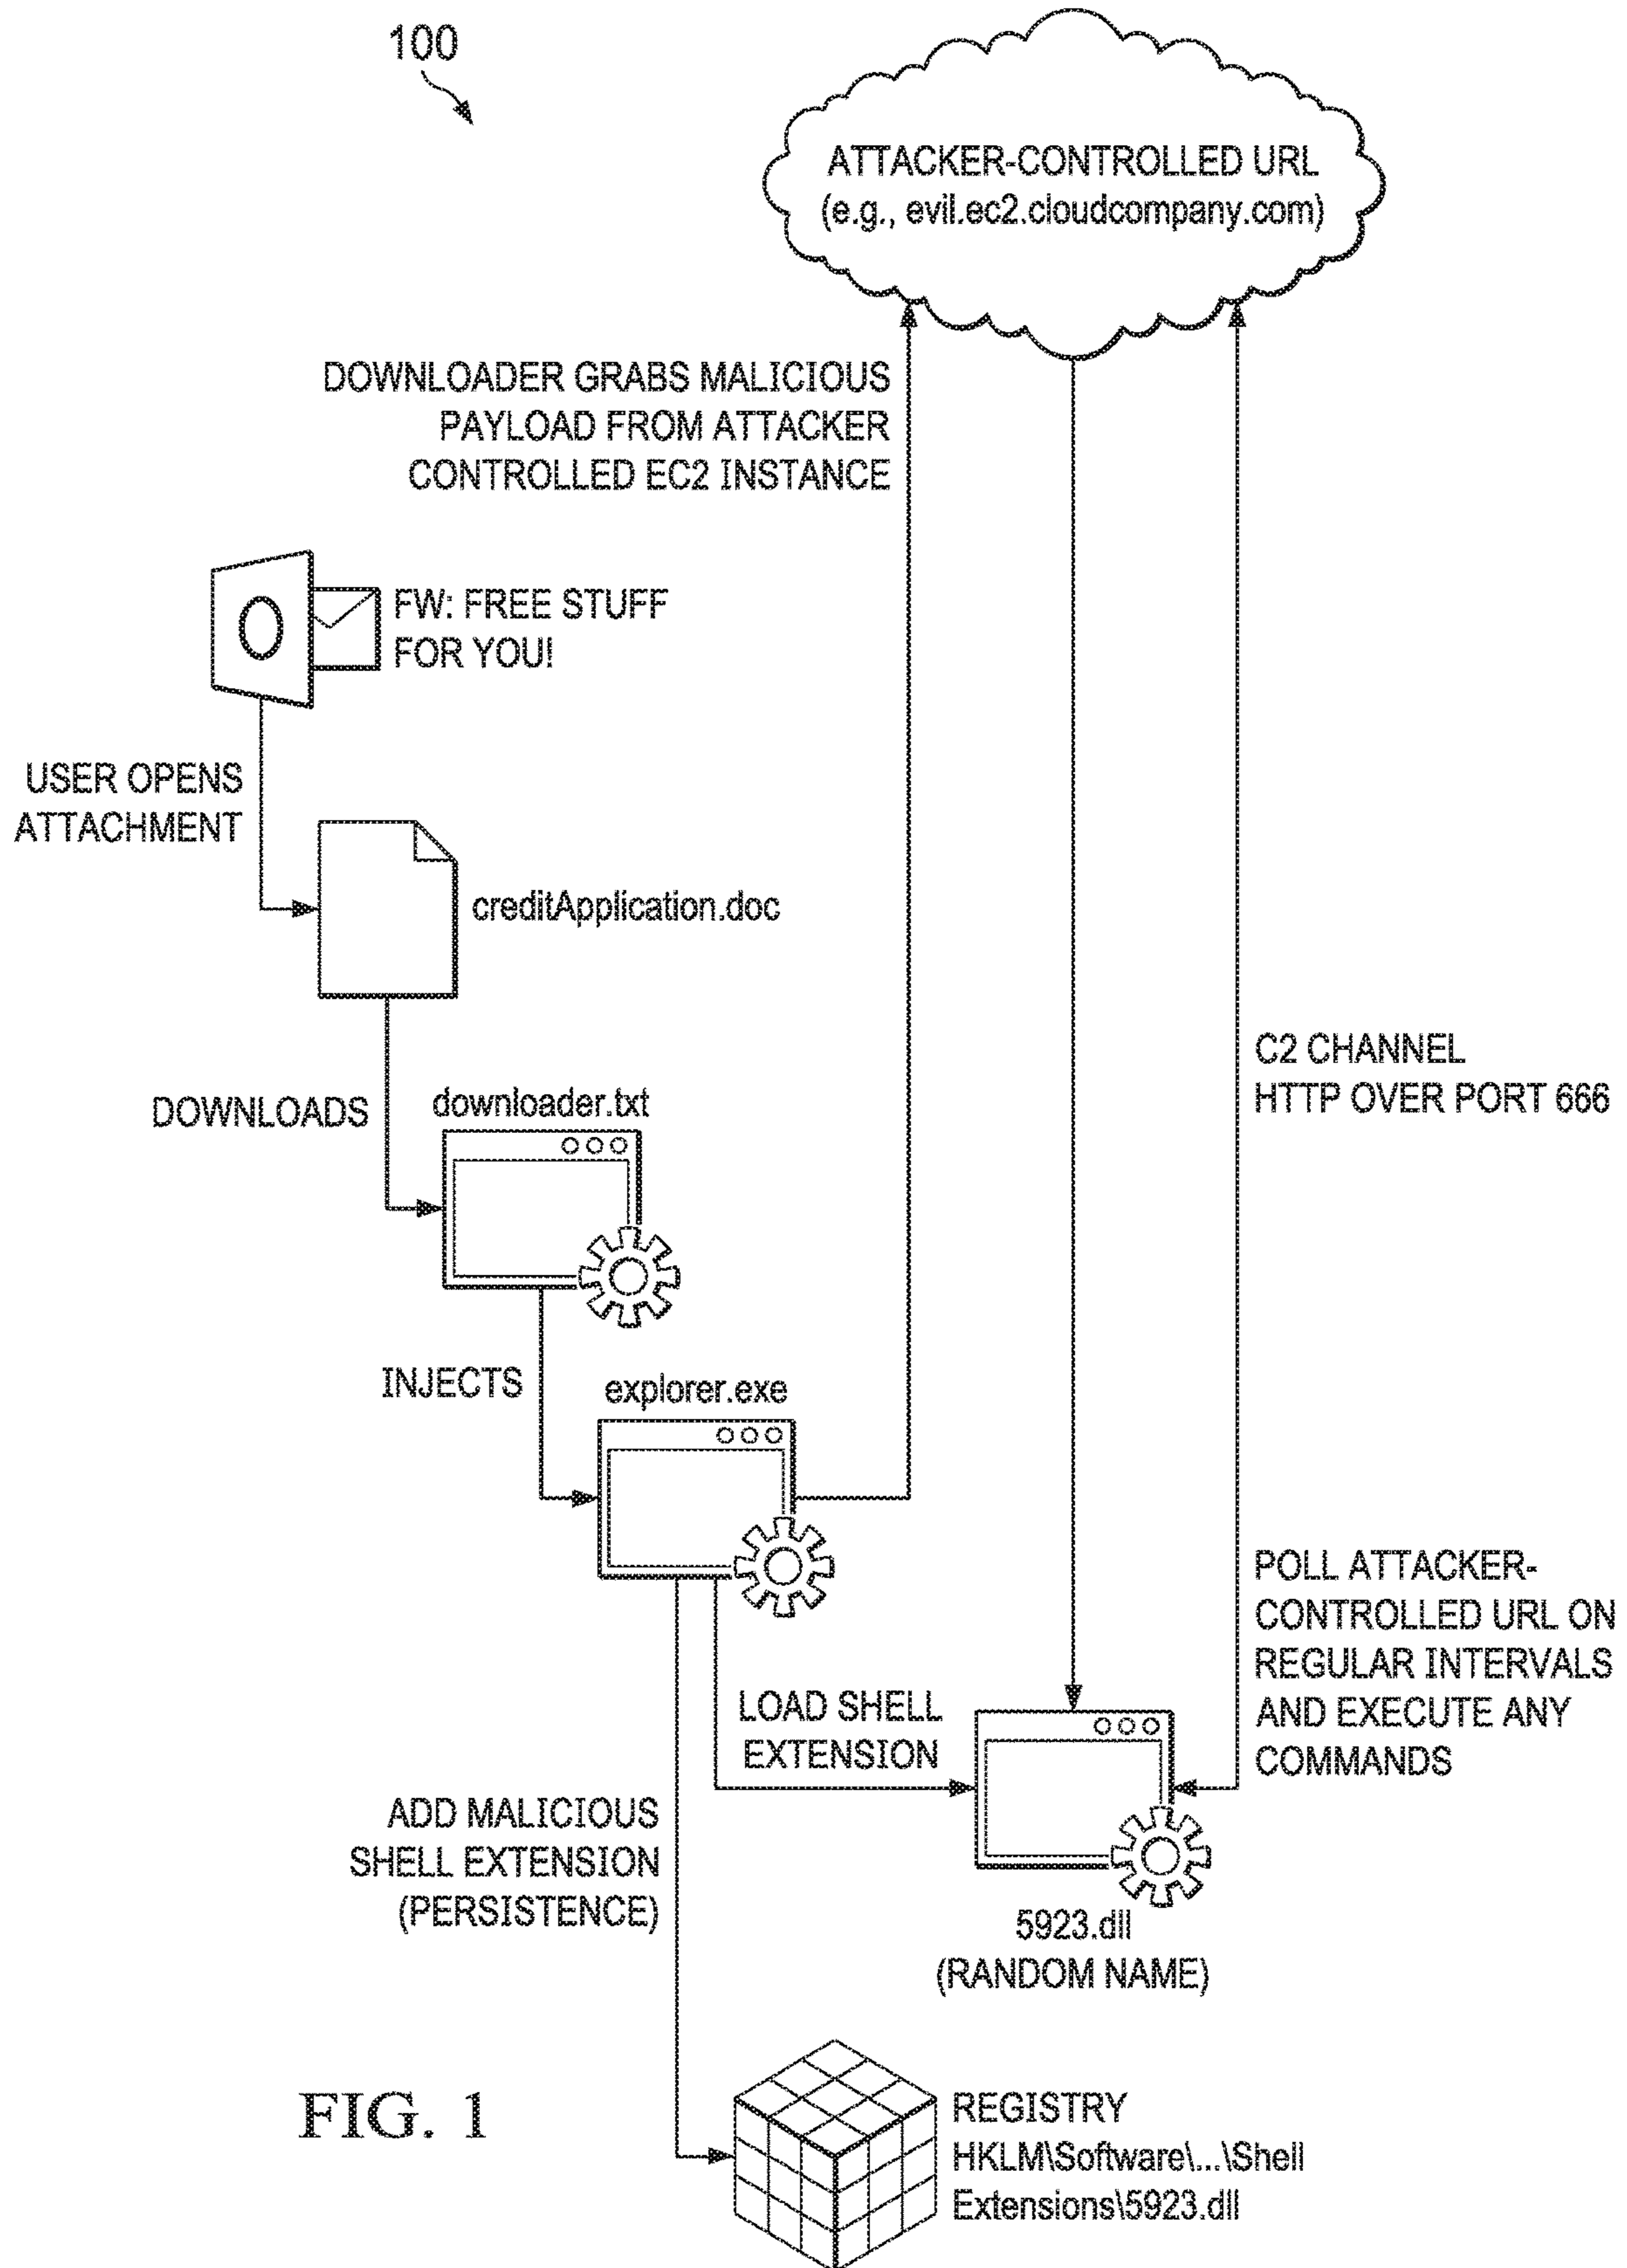 100
ATTACKER-CONTROLLED URL
(e.g., evil.ec2.cloudcompany.com)
DOWNLOADER GRABS MALICIOUS
PAYLOAD FROM ATTACKER
CONTROLLED EC2 INSTANCE
FW: FREE STUFF
FOR YOU!
USER OPENS
ATTACHMENT
creditApplication.doc
C2 CHANNEL
HTTP OVER PORT 666
DOWNLOADS
downloader.txt
INJECTS
explorer.exe
POLL ATTACKER-
CONTROLLED URL ON
REGULAR INTERVALS
AND EXECUTE ANY
COMMANDS
LOAD SHELL
EXTENSION
ADD MALICIOUS
SHELL EXTENSION
(PERSISTENCE)
5923.dll
(RANDOM NAME)
REGISTRY
HKLM\Software\...\Shell
Extensions\5923.dll
FIG. 1